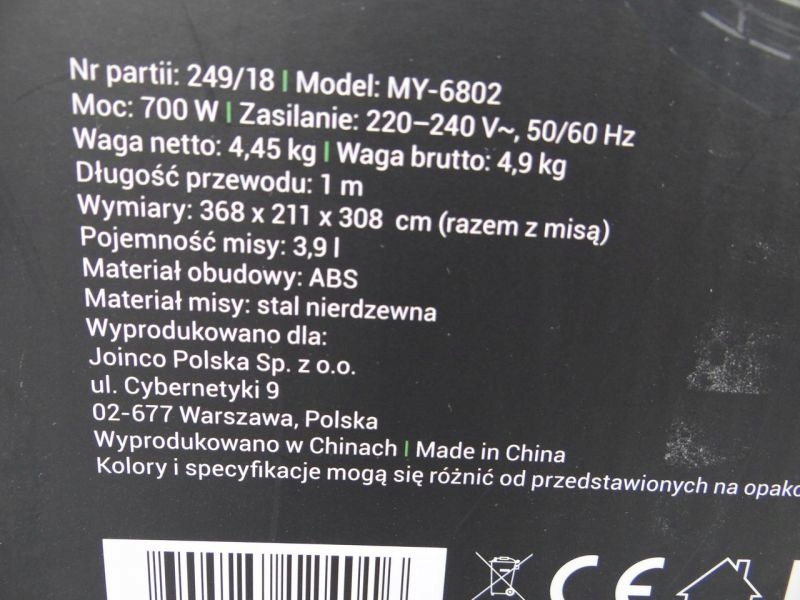 Nr partii: 249/18 | Model: MY-6802
Moc: 700 W | Zasilanie: 220–240 V~, 50/60 Hz
Waga netto: 4,45 kg | Waga brutto: 4,9 kg
Długość przewodu: 1 m
Wymiary: 368 x 211 x 308 cm (razem z misą)
Pojemność misy: 3,9 l
Materiał obudowy: ABS
Materiał misy: stal nierdzewna
Wyprodukowano dla:
Joinco Polska Sp. z o.o.
ul. Cybernetyki 9
02-677 Warszawa, Polska
Wyprodukowano w Chinach | Made in China
Kolory i specyfikacje mogą się różnić od przedstawionych na
CE